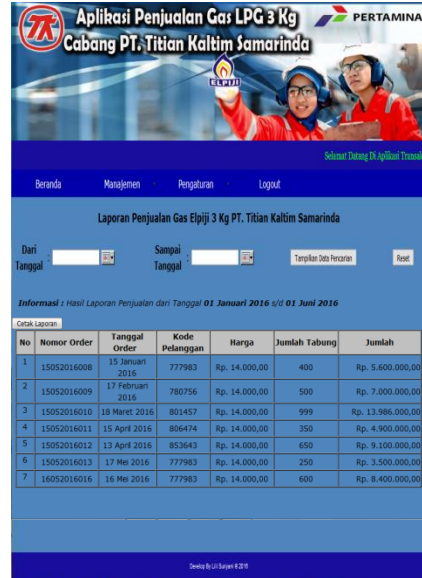 TK
Aplikasi Penjualan Gas LPG 3 Kg
Cabang PT. Titian Kaltim Samarinda
PERTAMINA
ELPIJI
Selamat Datang Di Aplikasi Transak
Beranda Manajemen Pengaturan Logout
Laporan Penjualan Gas Elpiji 3 Kg PT. Titian Kaltim Samarinda
Dari Tanggal : Sampai Tanggal : Tampilkan Data Pencarian Reset
Informasi : Hasil Laporan Penjualan dari Tanggal 01 Januari 2016 s/d 01 Juni 2016
Cetak Laporan
No Nomor Order Tanggal Order Kode Pelanggan Harga Jumlah Tabung Jumlah
1 15052016008 15 Januari 2016 777983 Rp. 14.000,00 400 Rp. 5.600.000,00
2 15052016009 17 Februari 2016 780756 Rp. 14.000,00 500 Rp. 7.000.000,00
3 15052016010 18 Maret 2016 801457 Rp. 14.000,00 999 Rp. 13.986.000,00
4 15052016011 15 April 2016 806474 Rp. 14.000,00 350 Rp. 4.900.000,00
5 15052016012 13 April 2016 853643 Rp. 14.000,00 650 Rp. 9.100.000,00
6 15052016013 17 Mei 2016 777983 Rp. 14.000,00 250 Rp. 3.500.000,00
7 16052016016 16 Mei 2016 777983 Rp. 14.000,00 600 Rp. 8.400.000,00
Develop By Lili Suryani © 2016